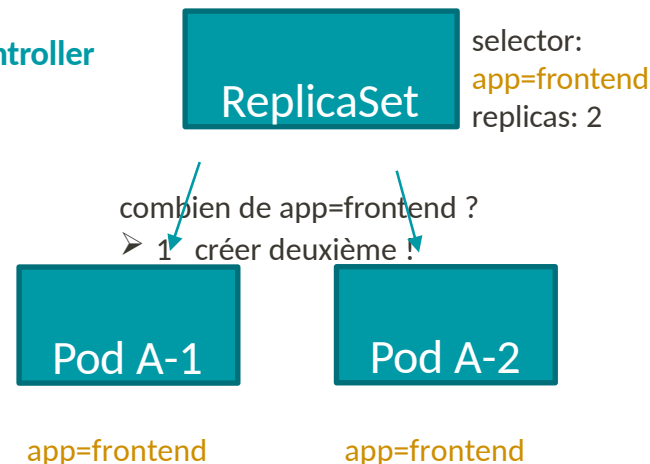 ntroller
ReplicaSet
selector:
app=frontend
replicas: 2
combien de app=frontend ?
➢ 1 créer deuxième !
Pod A-1
Pod A-2
app=frontend
app=frontend